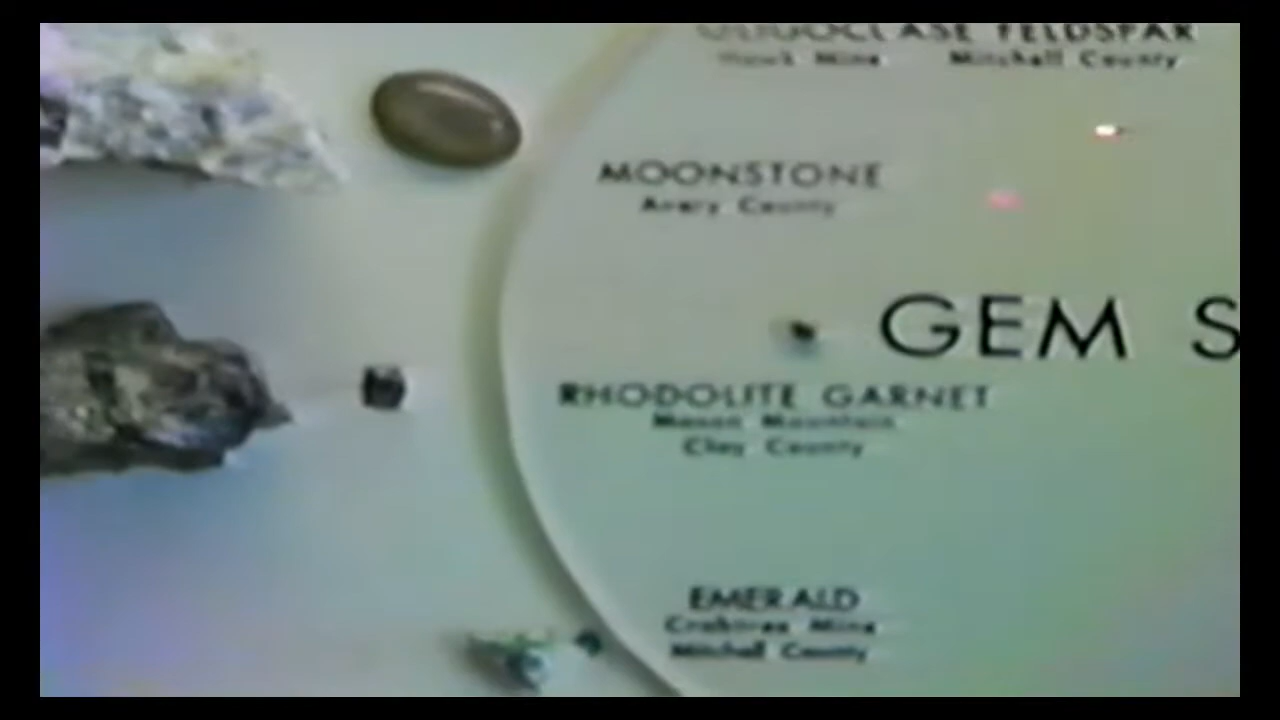 OLIGOCLASE FELDSPAR
Hawk Mine Mitchell County
MOONSTONE
Avery County
GEM S
RHODOLITE GARNET
Mason Mountain
Clay County
EMERALD
Crabtree Mine
Mitchell County